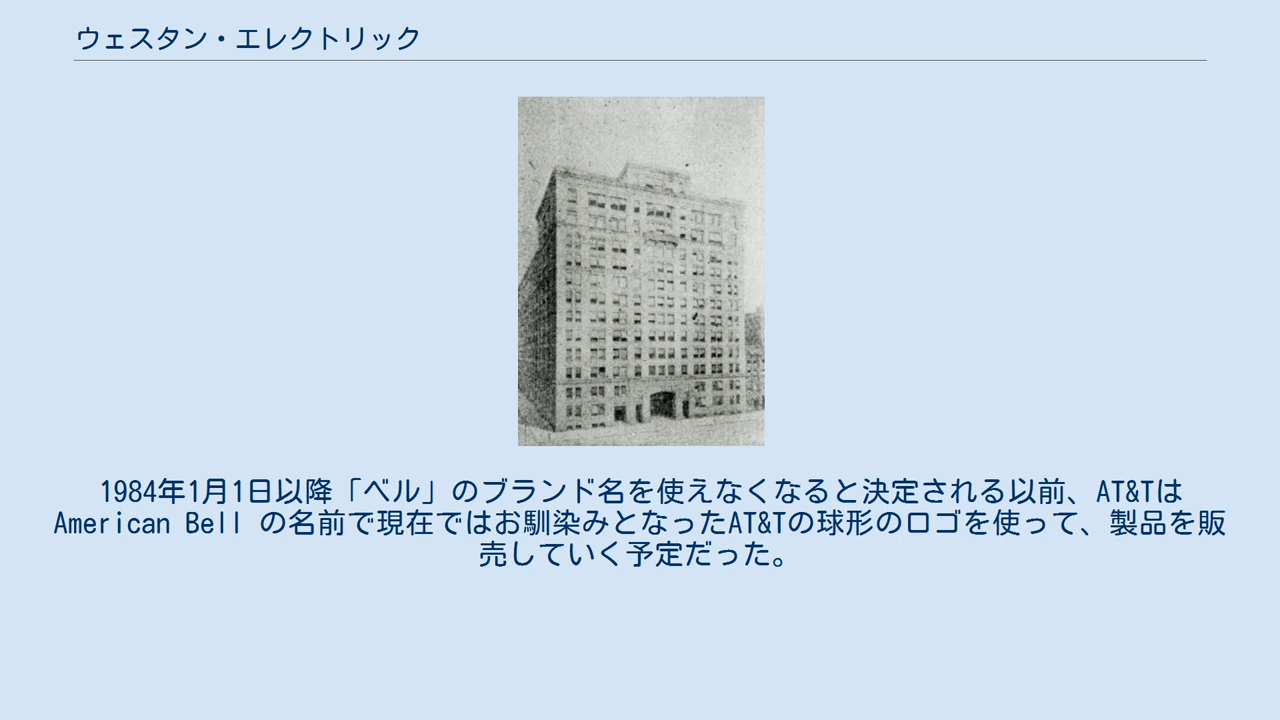 ウェスタン・エレクトリック
1984年1月1日以降「ベル」のブランド名を使えなくなると決定される以前、AT&Tは
American Bell の名前で現在ではお馴染みとなったAT&Tの球形のロゴを使って、製品を販
売していく予定だった。